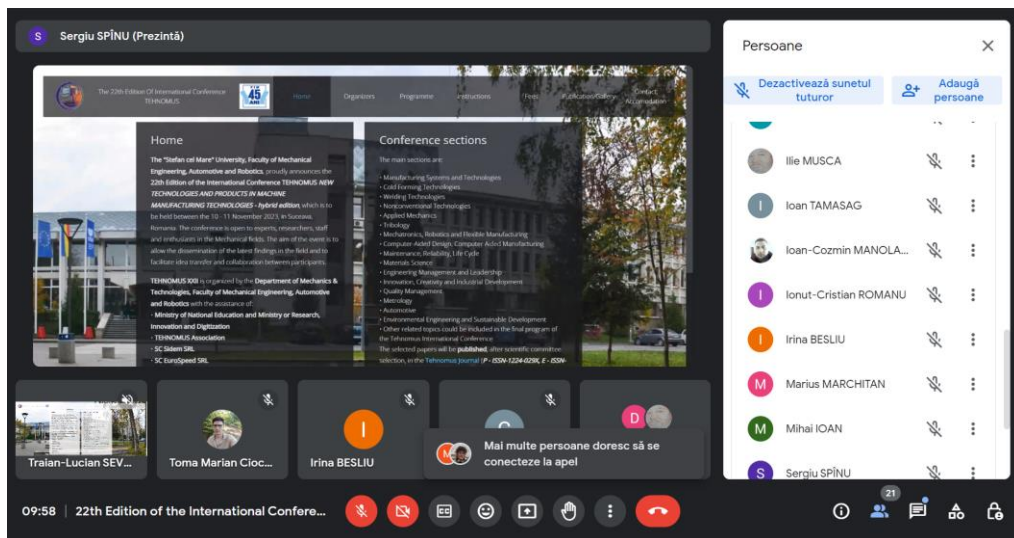 S Sergiu SPÎNU (Prezintă)
The 22th Edition Of International Conference
TEHNOMUS
45
ANI
Home Organizers Programme Instructions Fees Publication/Gallery Contact
Accomodation
Home
The "Stefan cel Mare" University, Faculty of Mechanical
Engineering, Automotive and Robotics, proudly announces the
22th Edition of the International Conference TEHNOMUS NEW
TECHNOLOGIES AND PRODUCTS IN MACHINE
MANUFACTURING TECHNOLOGIES - hybrid edition, which is to
be held between the 10 - 11 November 2023, in Suceava,
Romania. The conference is open to experts, researchers, staff
and enthusiasts in the Mechanical fields. The aim of the event is to
allow the dissemination of the latest findings in the field and to
facilitate idea transfer and collaboration between participants.
TEHNOMUS XXII is organized by the Department of Mechanics &
Technologies, Faculty of Mechanical Engineering, Automotive
and Robotics with the assistance of:
• Ministry of National Education and Ministry or Research,
Innovation and Digitization
• TEHNOMUS Association
• SC Sidem SRL
• SC EuroSpeed SRL
Conference sections
The main sections are:
• Manufacturing Systems and Technologies
• Cold Forming Technologies
• Welding Technologies
• Nonconventional Technologies
• Applied Mechanics
• Tribology
• Mechatronics, Robotics and Flexible Manufacturing
• Computer-Aided Design, Computer Aided Manufacturing
• Maintenance, Reliability, Life Cycle
• Materials Science
• Engineering Management and Leadership
• Innovation, Creativity and Industrial Development
• Quality Management,
• Metrology
• Automotive
• Environmental Engineering and Sustainable Development
• Other related topics could be included in the final program of
the Tehnomus International Conference
The selected papers will be published, after scientific committee
selection, in the Tehnomus Journal (P - ISSN-1224-029X, E - ISSN-
Traian-Lucian SEV...
Toma Marian Cioc...
I
Irina BESLIU
D
M
Mai multe persoane doresc să se
conecteze la apel
09:58 | 22th Edition of the International Confere...
CC
21
Persoane
Dezactivează sunetul
tuturor
Adaugă
persoane
Ilie MUSCA
I Ioan TAMASAG
Ioan-Cozmin MANOLA...
I Ionut-Cristian ROMANU
I Irina BESLIU
M Marius MARCHITAN
M Mihai IOAN
S Sergiu SPÎNU